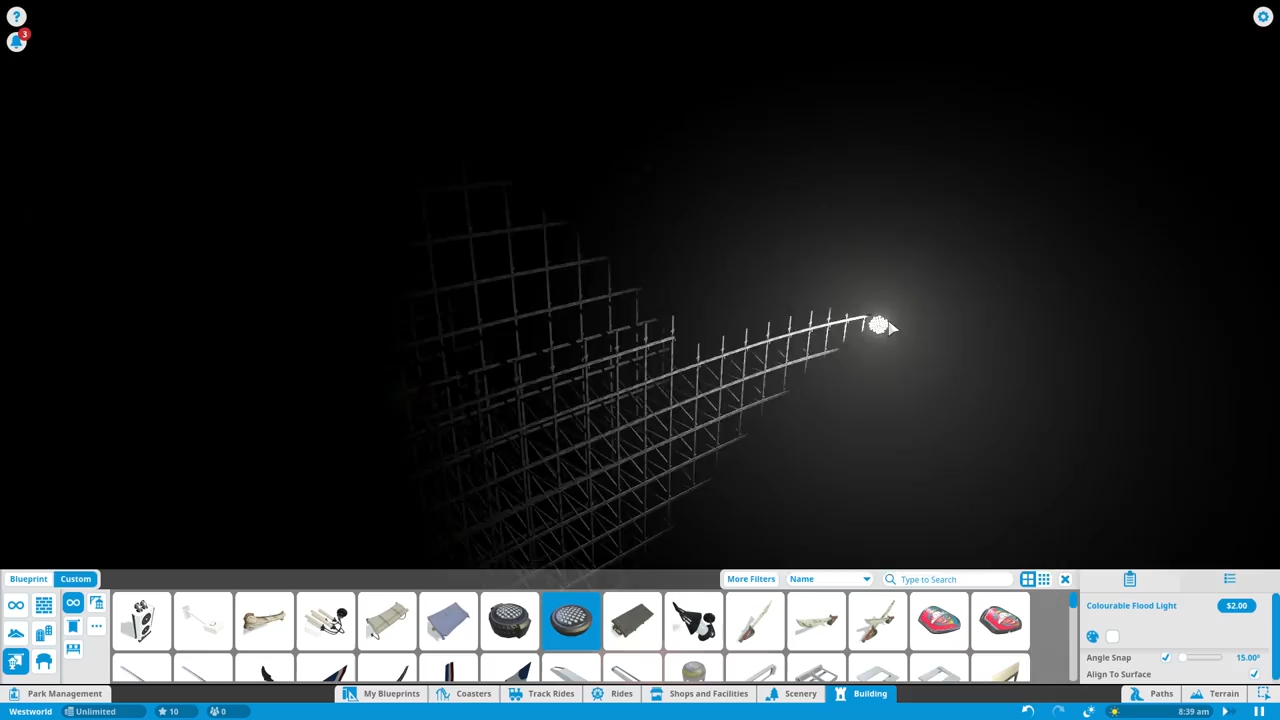 ?
3
Blueprint
Custom
More Filters
Name
Type to Search
Colourable Flood Light
$2.00
Angle Snap
15.00°
Align To Surface
Park Management
My Blueprints
Coasters
Track Rides
Rides
Shops and Facilities
Scenery
Building
Paths
Terrain
Westworld
Unlimited
10
0
8:39 am